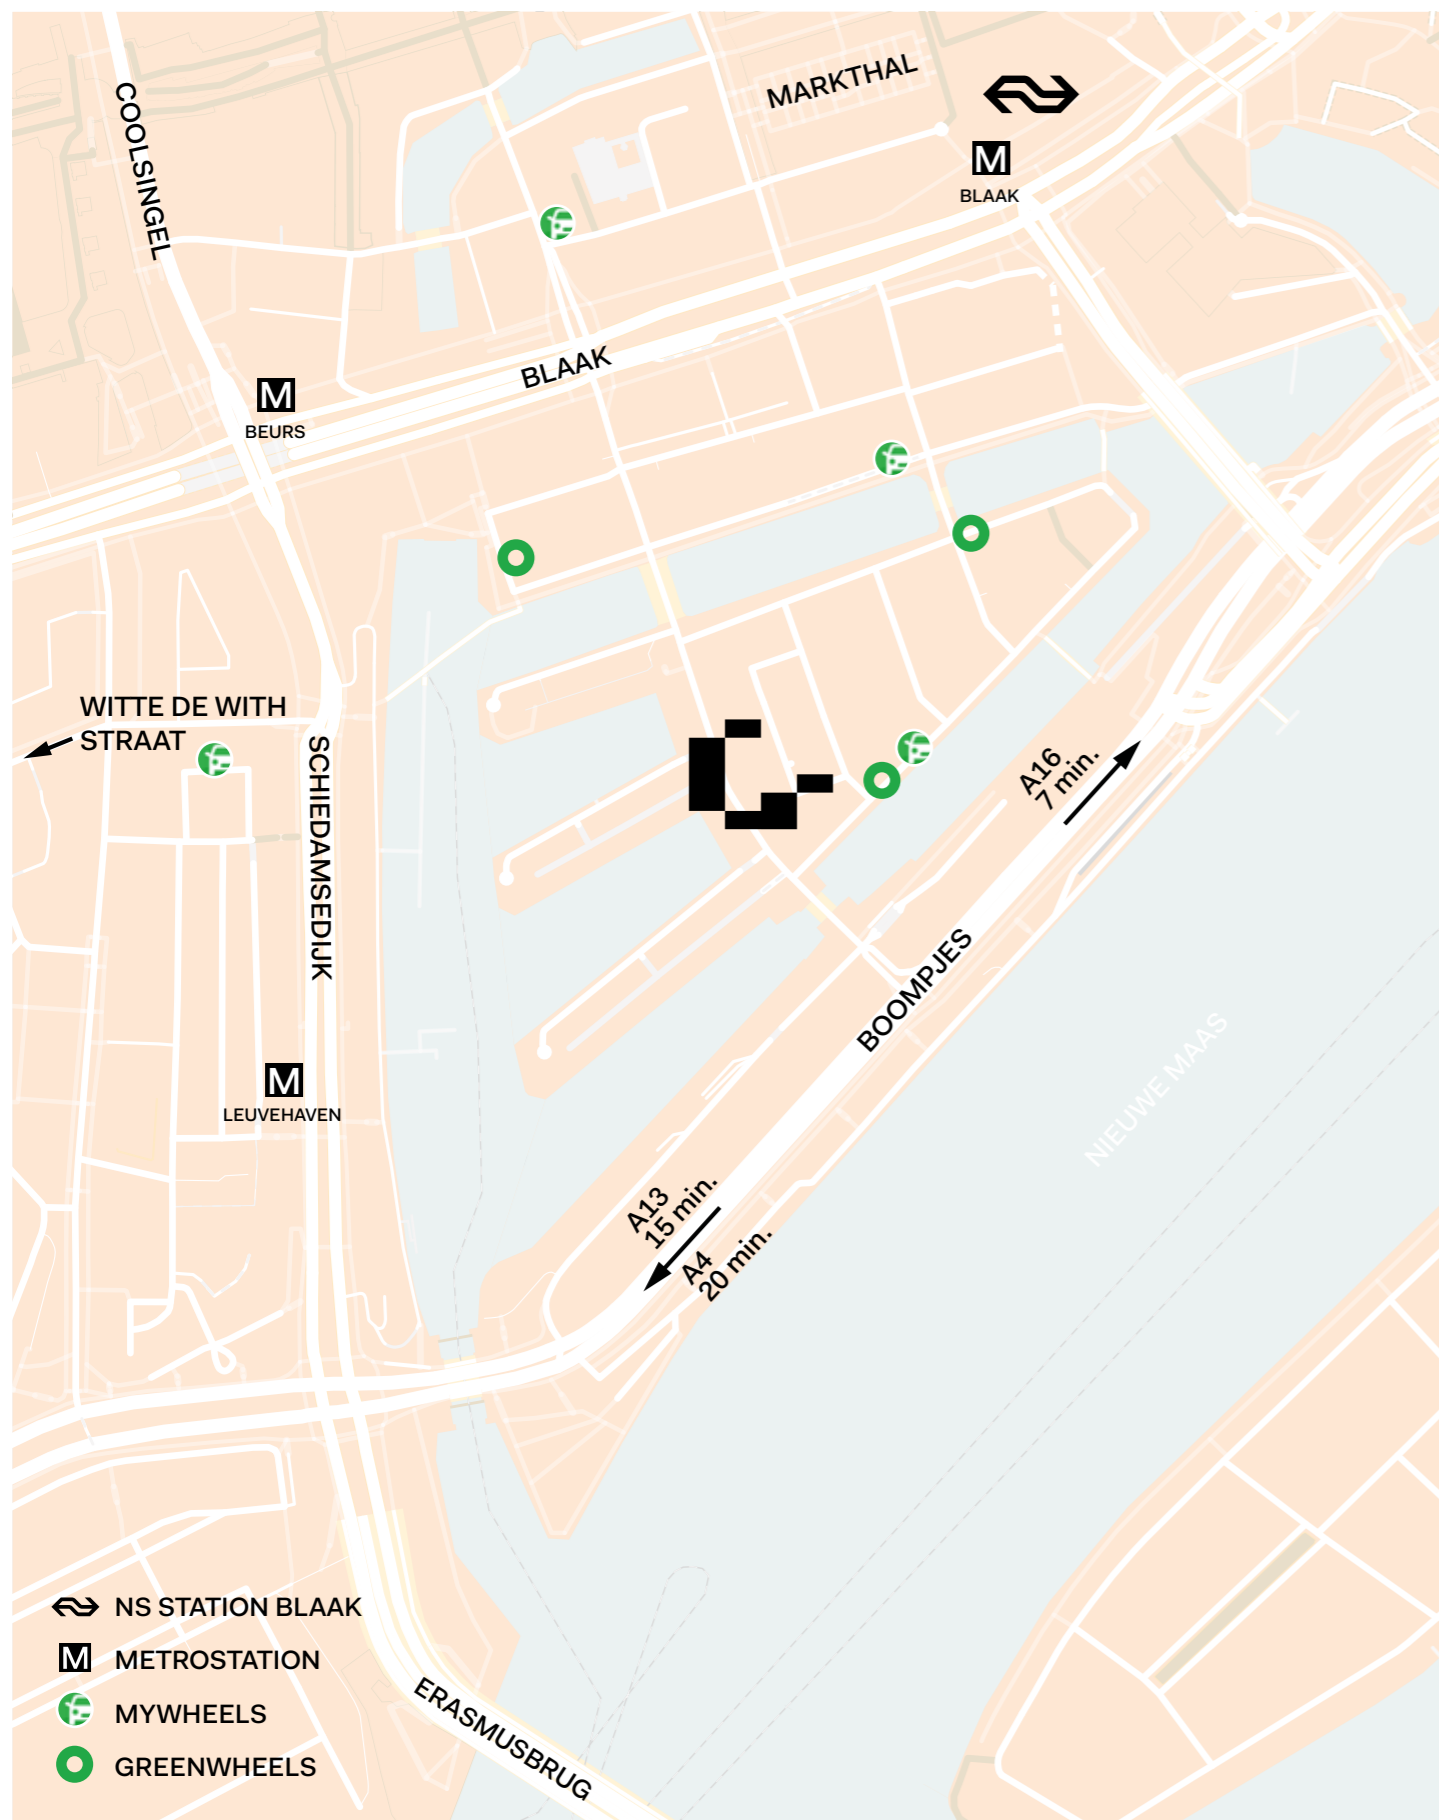 COOLSINGEL
MARKTHAL
M
BLAAK
BLAAK
M
BEURS
WITTE DE WITH
STRAAT
SCHIEDAMSEDIJK
A16
7 min.
BOOMPJES
NIEUWE MAAS
M
LEUVEHAVEN
A13
15 min.
A4
20 min.
NS STATION BLAAK
M METROSTATION
MYWHEELS
GREENWHEELS
ERASMUSBRUG